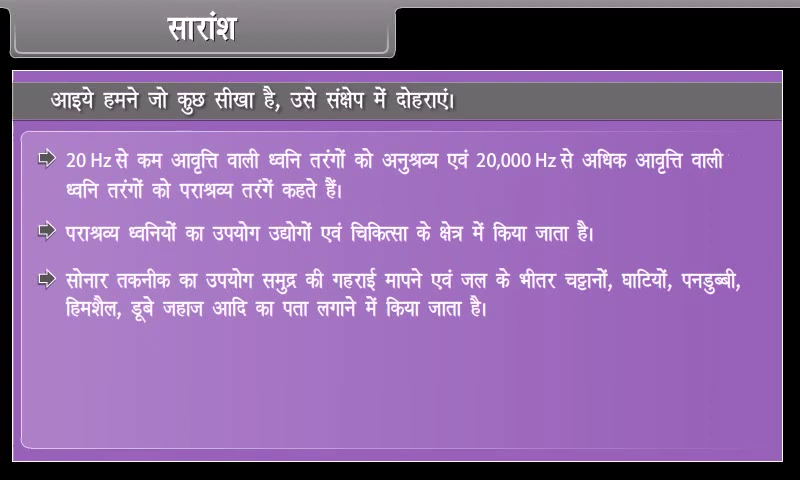 सारांश
आइये हमने जो कुछ सीखा है, उसे संक्षेप में दोहराएं।
20 Hz से कम आवृत्ति वाली ध्वनि तरंगों को अनुश्रव्य एवं 20,000 Hz से अधिक आवृत्ति वाली
ध्वनि तरंगों को पराश्रव्य तरंगें कहते हैं।
पराश्रव्य ध्वनियों का उपयोग उद्योगों एवं चिकित्सा के क्षेत्र में किया जाता है।
सोनार तकनीक का उपयोग समुद्र की गहराई मापने एवं जल के भीतर चट्टानों, घाटियों, पनडुब्बी,
हिमशैल, डूबे जहाज आदि का पता लगाने में किया जाता है।